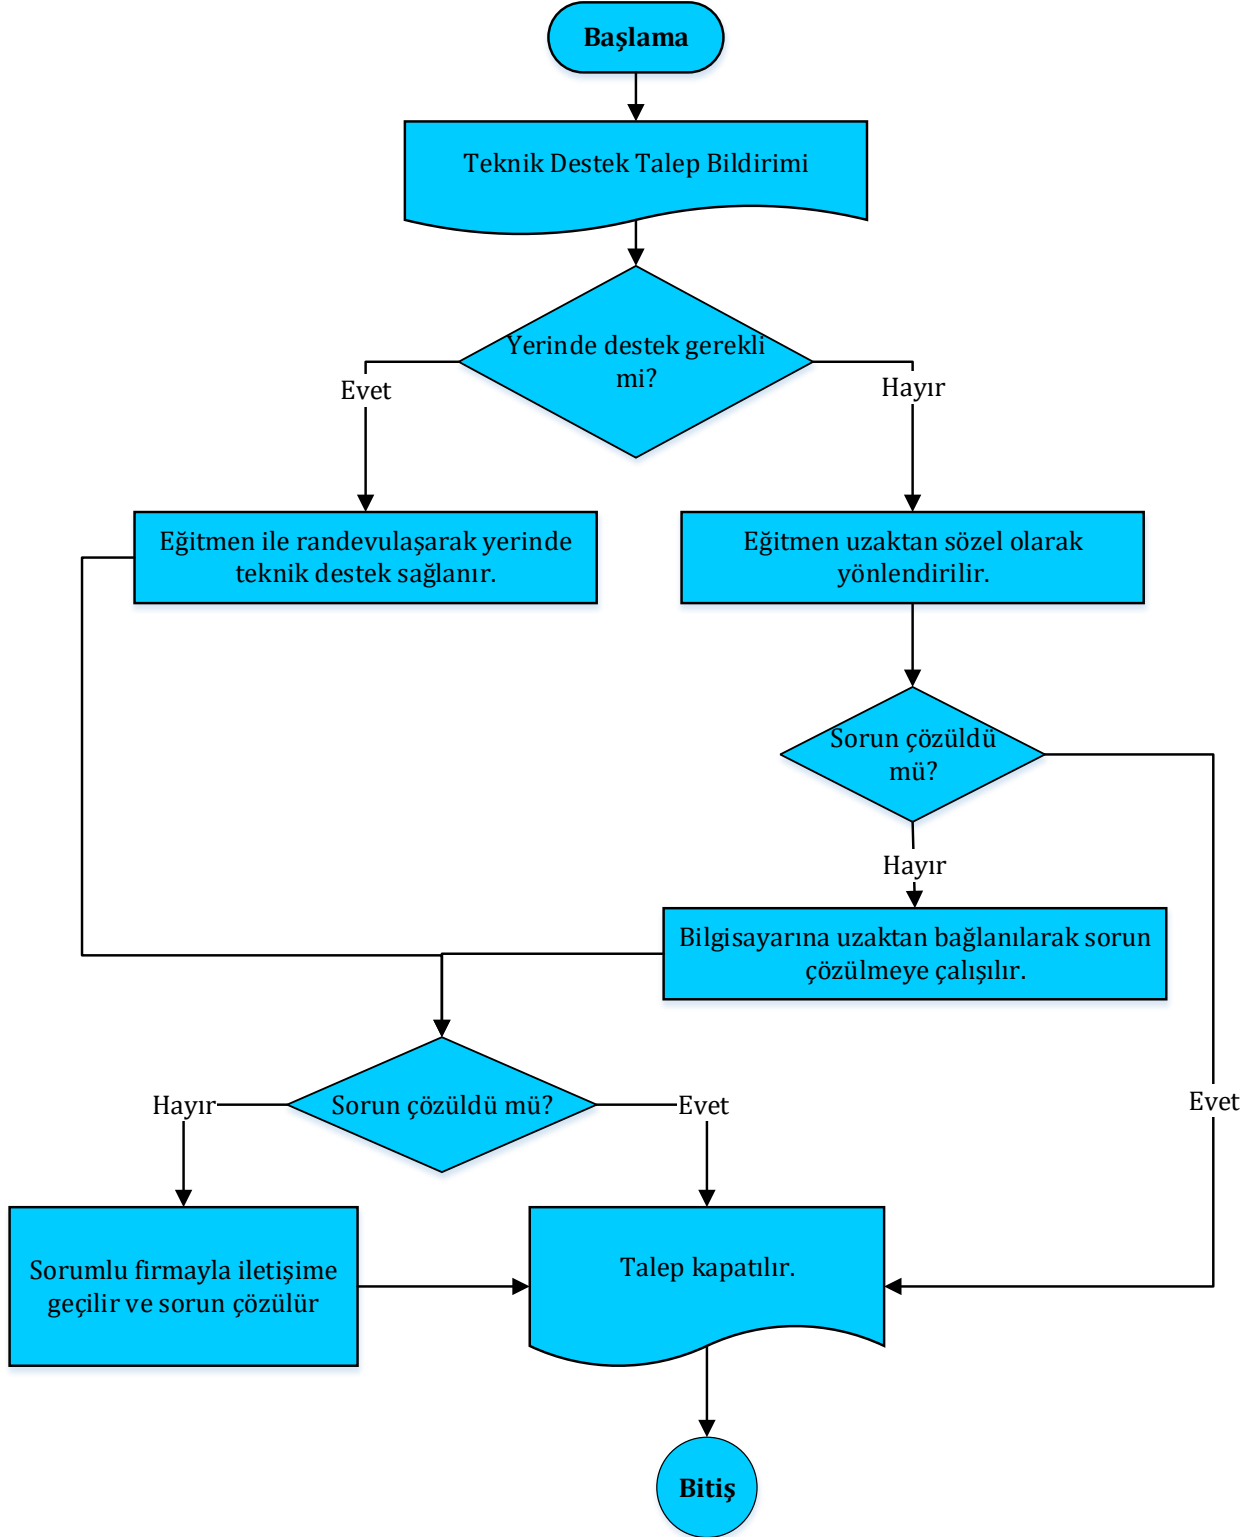 Başlama
Teknik Destek Talep Bildirimi
Yerinde destek gerekli
mi?
Evet
Hayır
Eğitmen ile randevulaşarak yerinde
teknik destek sağlanır.
Eğitmen uzaktan sözel olarak
yönlendirilir.
Sorun çözüldü
mü?
Hayır
Bilgisayarına uzaktan bağlanılarak sorun
çözülmeye çalışılır.
Hayır
Sorun çözüldü mü?
Evet
Evet
Sorumlu firmayla iletişime
geçilir ve sorun çözülür
Talep kapatılır.
Bitiş